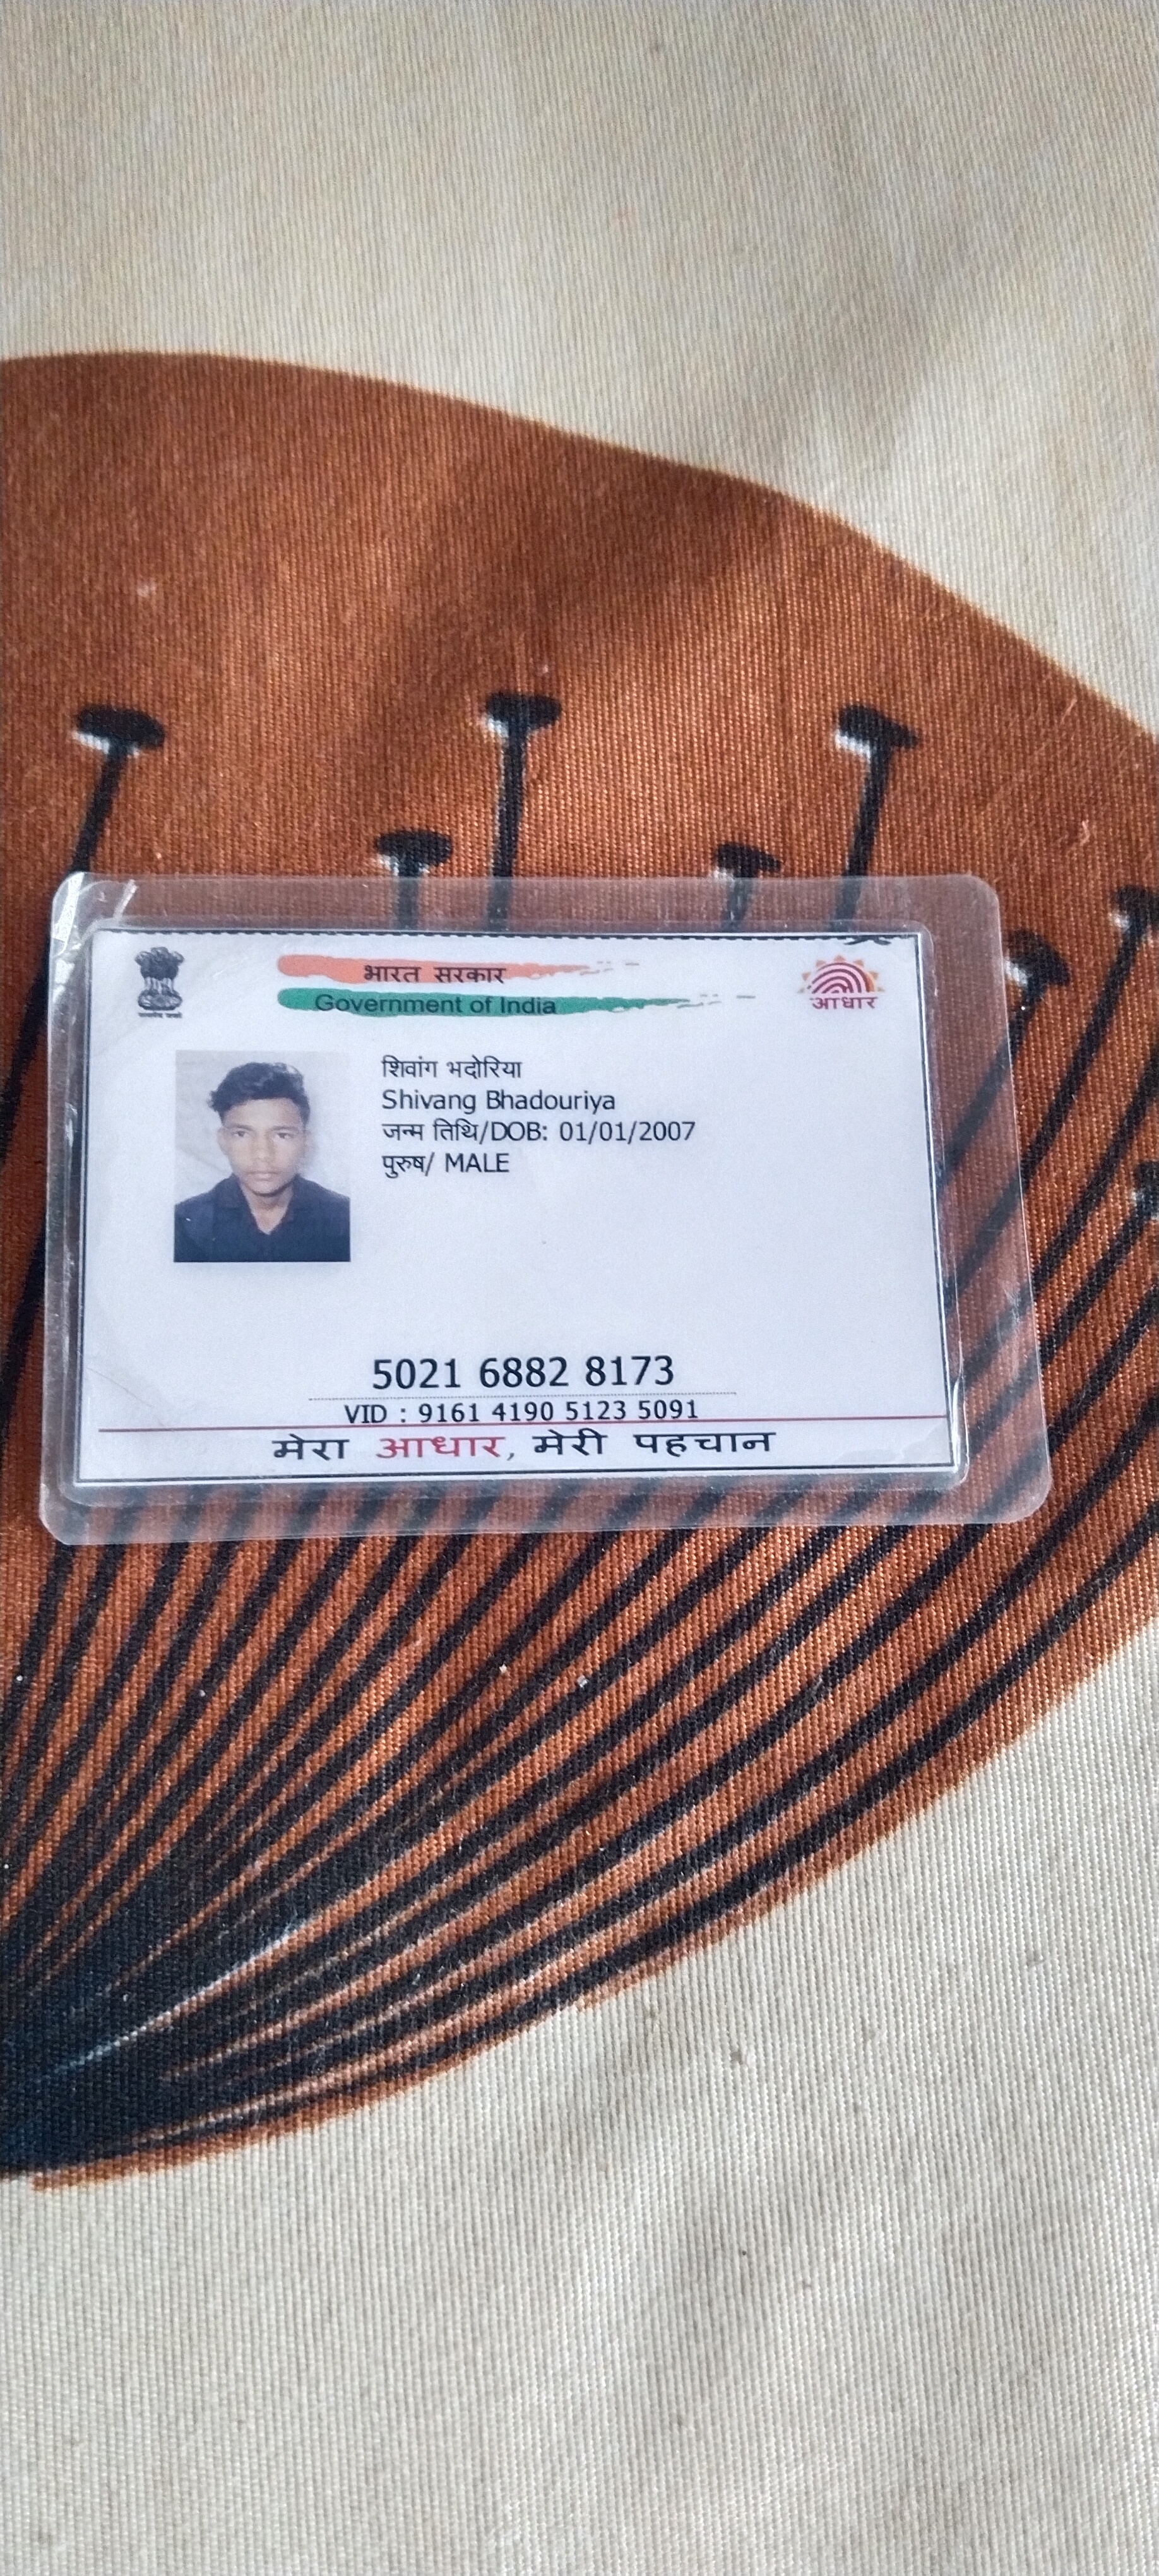 भारत सरकार
Government of India
आधार
शिवांग भदोरिया
Shivang Bhadouriya
जन्म तिथि/DOB: 01/01/2007
पुरुष/ MALE
5021 6882 8173
VID : 9161 4190 5123 5091
मेरा आधार, मेरी पहचान